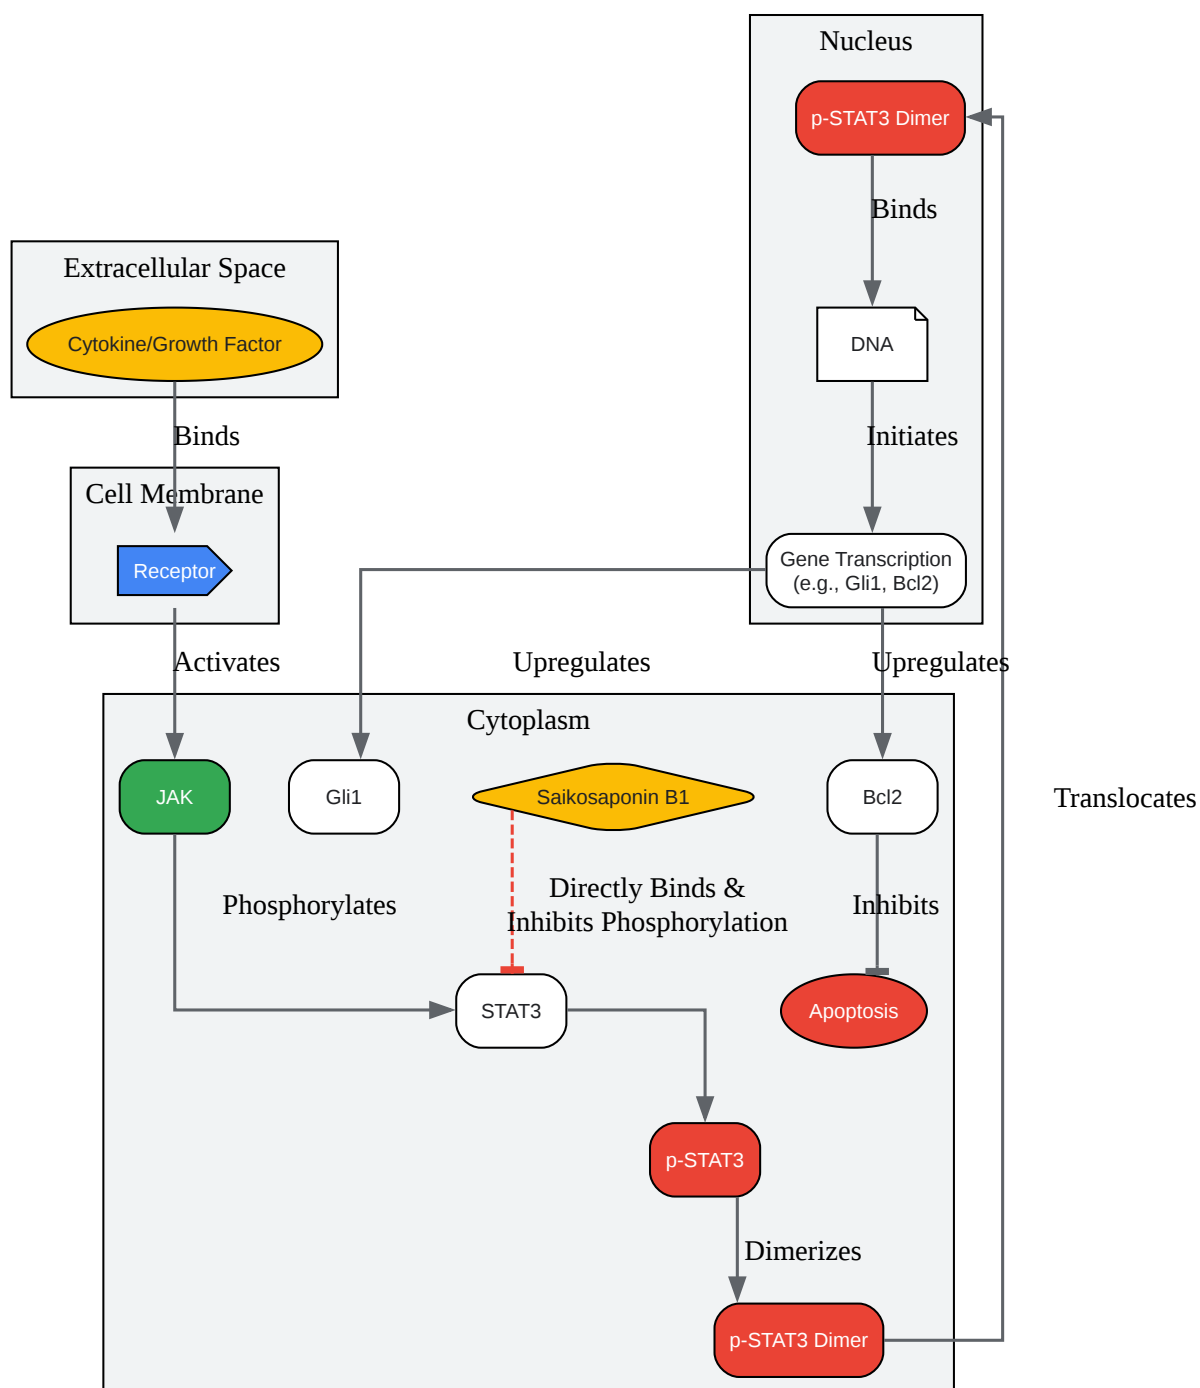 Nucleus
p-STAT3 Dimer
Binds
Extracellular Space
Cytokine/Growth Factor
DNA
Binds
Initiates
Cell Membrane
Receptor
Gene Transcription
(e.g., Gli1, Bcl2)
Activates
Upregulates
Upregulates
Cytoplasm
JAK
Gli1
Saikosaponin B1
Bcl2
Translocates
Phosphorylates
Directly Binds &
Inhibits Phosphorylation
Inhibits
STAT3
Apoptosis
p-STAT3
Dimerizes
p-STAT3 Dimer